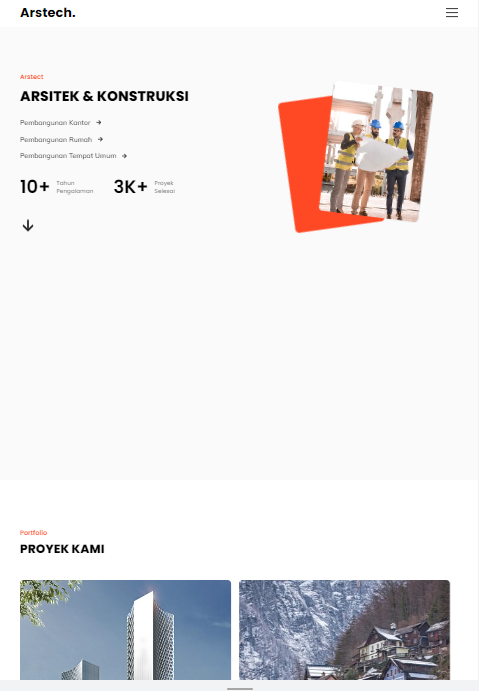 Arstech.
Arstect
ARSITEK & KONSTRUKSI
Pembangunan Kantor
Pembangunan Rumah
Pembangunan Tempat Umum
10+ Tahun
Pengalaman
3K+ Proyek
Selesai
Portfolio
PROYEK KAMI